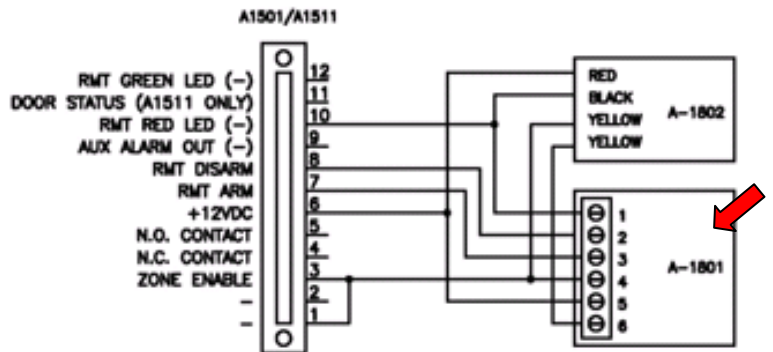 A1501/A1511
RMT GREEN LED (-) 12
DOOR STATUS (A1511 ONLY) 11
RMT RED LED (-) 10
AUX ALARM OUT (-) 9
RMT DISARM 8
RMT ARM 7
+12VDC 6
N.O. CONTACT 5
N.C. CONTACT 4
ZONE ENABLE 3
- 2
- 1
RED
BLACK
YELLOW
YELLOW
A-1802
1
2
3
4
5
6
A-1801